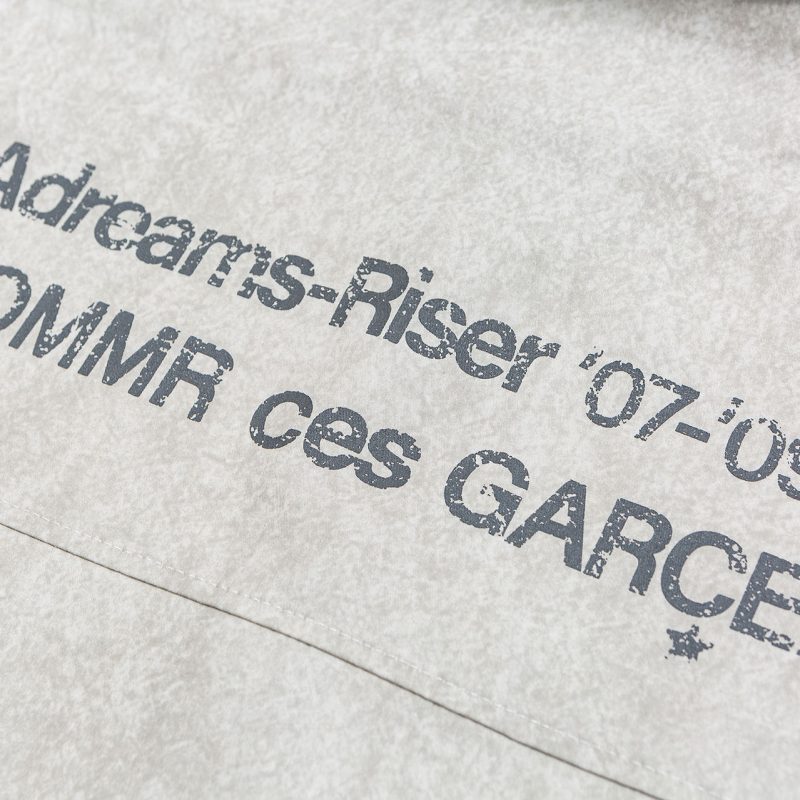 Adreams-Riser '07-'09
OMMR ces GARÇE